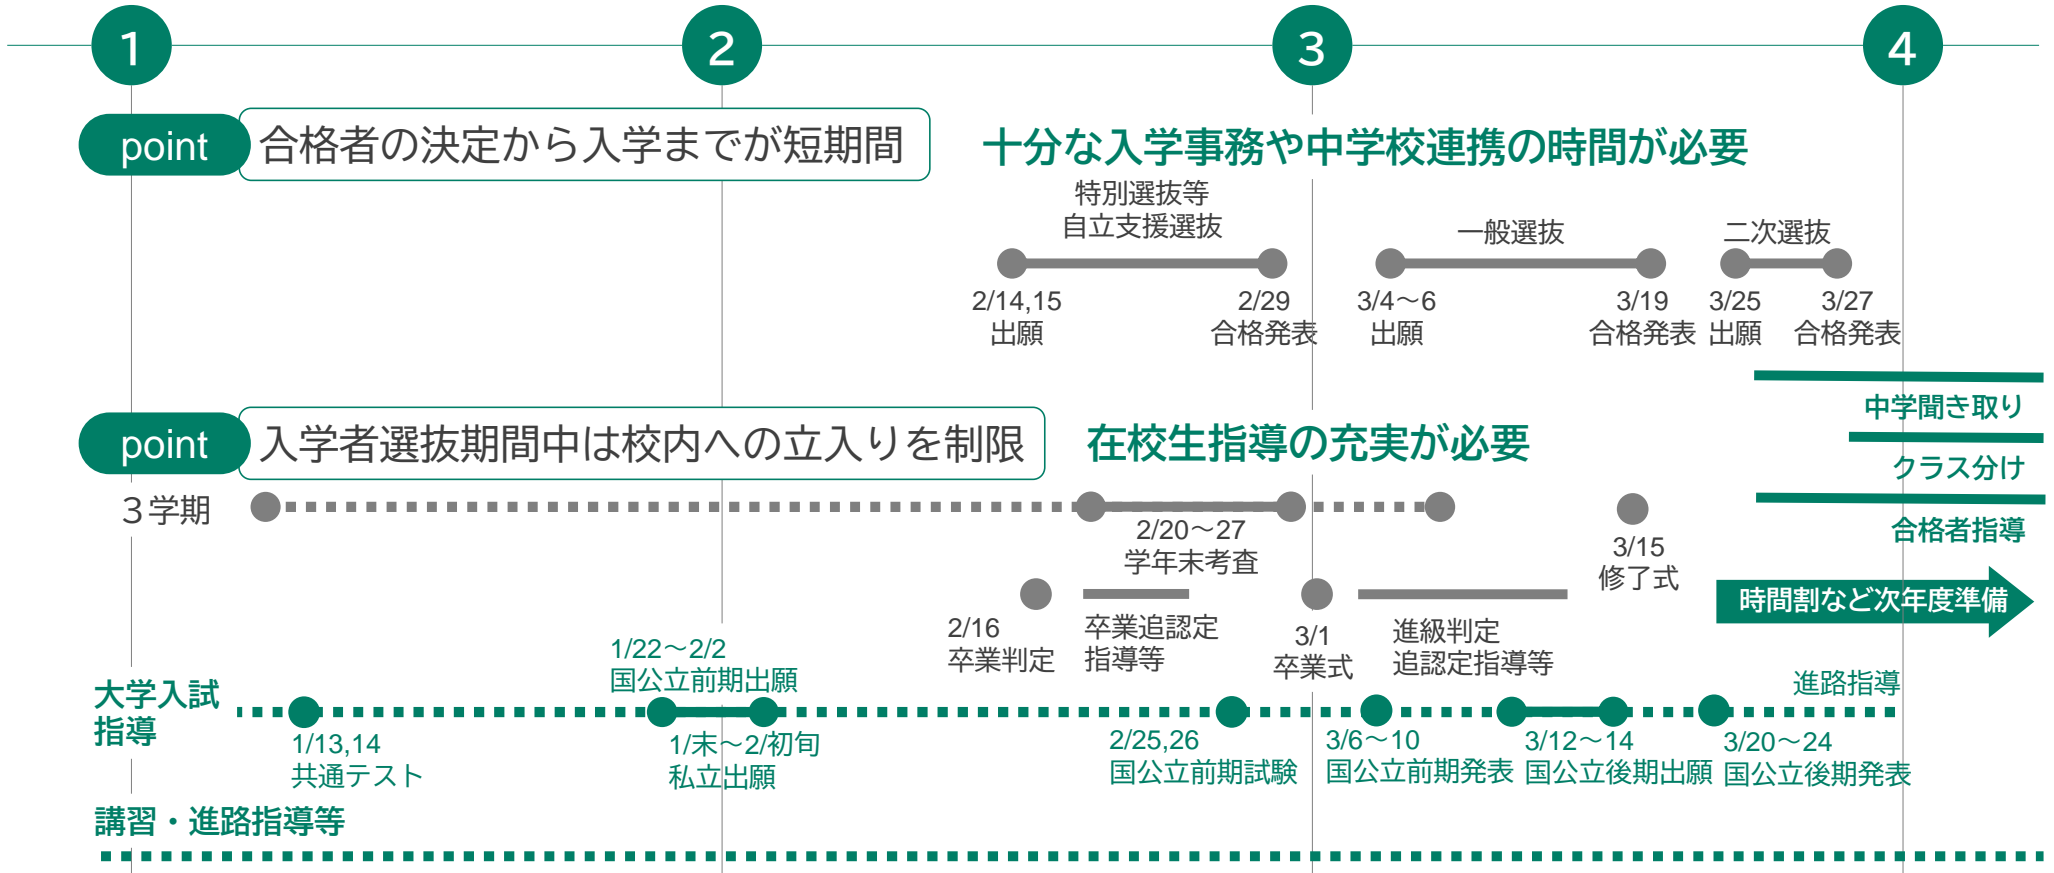 1
2
3
4
point
合格者の決定から入学までが短期間
十分な入学事務や中学校連携の時間が必要
特別選抜等
自立支援選抜
一般選抜
二次選抜
2/14,15
出願
2/29
合格発表
3/4～6
出願
3/19
合格発表
3/25
出願
3/27
合格発表
中学聞き取り
クラス分け
合格者指導
point
入学者選抜期間中は校内への立入りを制限
在校生指導の充実が必要
３学期
2/20～27
学年末考査
3/15
修了式
時間割など次年度準備
2/16
卒業判定
卒業追認定
指導等
3/1
卒業式
進級判定
追認定指導等
大学入試
指導
1/22～2/2
国公立前期出願
進路指導
1/13,14
共通テスト
1/末～2/初旬
私立出願
2/25,26
国公立前期試験
3/6～10
国公立前期発表
3/12～14
国公立後期出願
3/20～24
国公立後期発表
講習・進路指導等